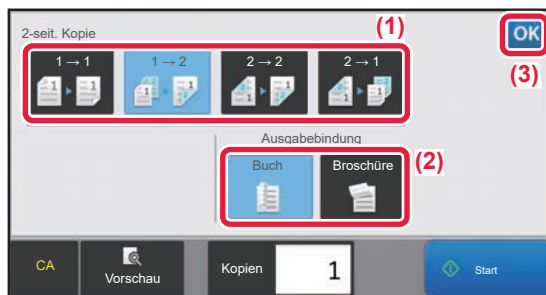 2-seit. Kopie
(1)
OK
(3)
1 → 1
1 → 2
2 → 2
2 → 1
Ausgabebindung
Buch
Broschüre
(2)
CA
Vorschau
Kopien
1
Start